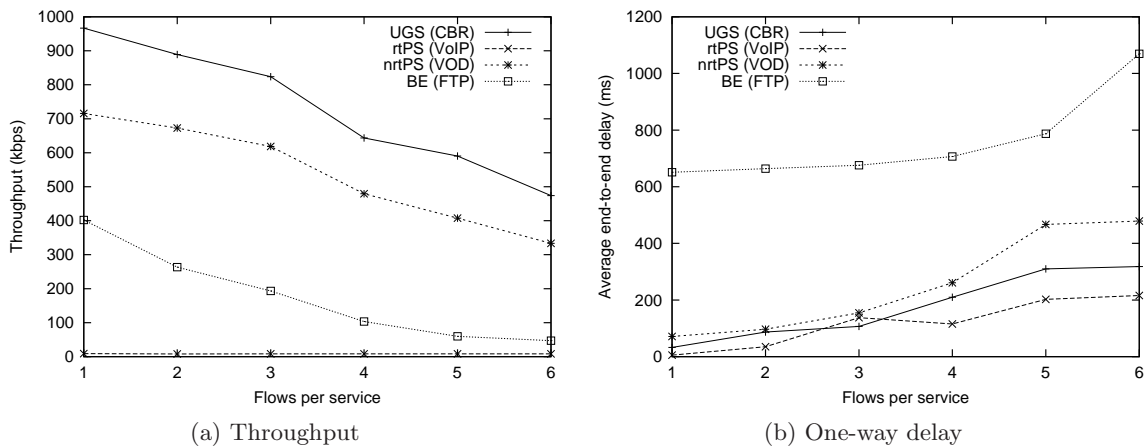 1000
900
800
700
600
500
400
300
200
100
0
Throughput (kbps)
UGS (CBR)
rtPS (VoIP)
nrtPS (VOD)
BE (FTP)
1 2 3 4 5 6
Flows per service
(a) Throughput
1200
1000
800
600
400
200
0
Average end-to-end delay (ms)
UGS (CBR)
rtPS (VoIP)
nrtPS (VOD)
BE (FTP)
1 2 3 4 5 6
Flows per service
(b) One-way delay